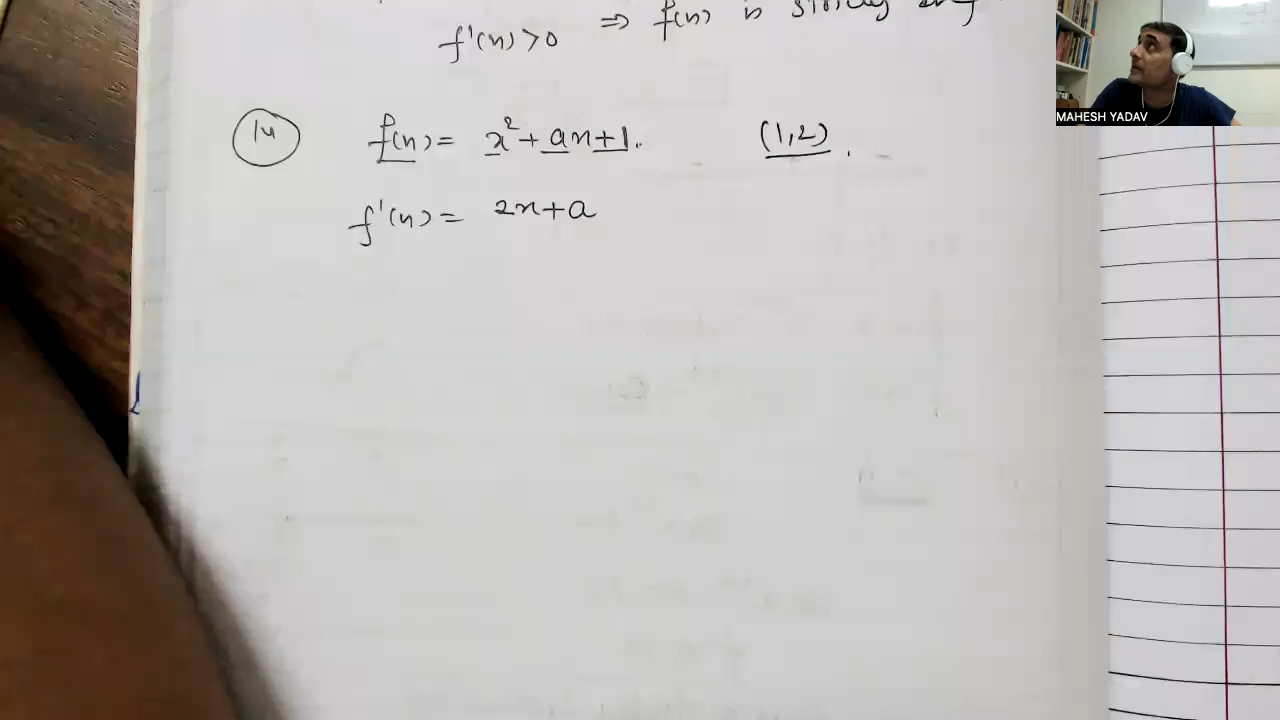 f'(x) > 0 ⇒ f(x) is strictly
(14) f(x) = x² + ax + 1. (1,2).
f'(x) = 2x + a
MAHESH YADAV